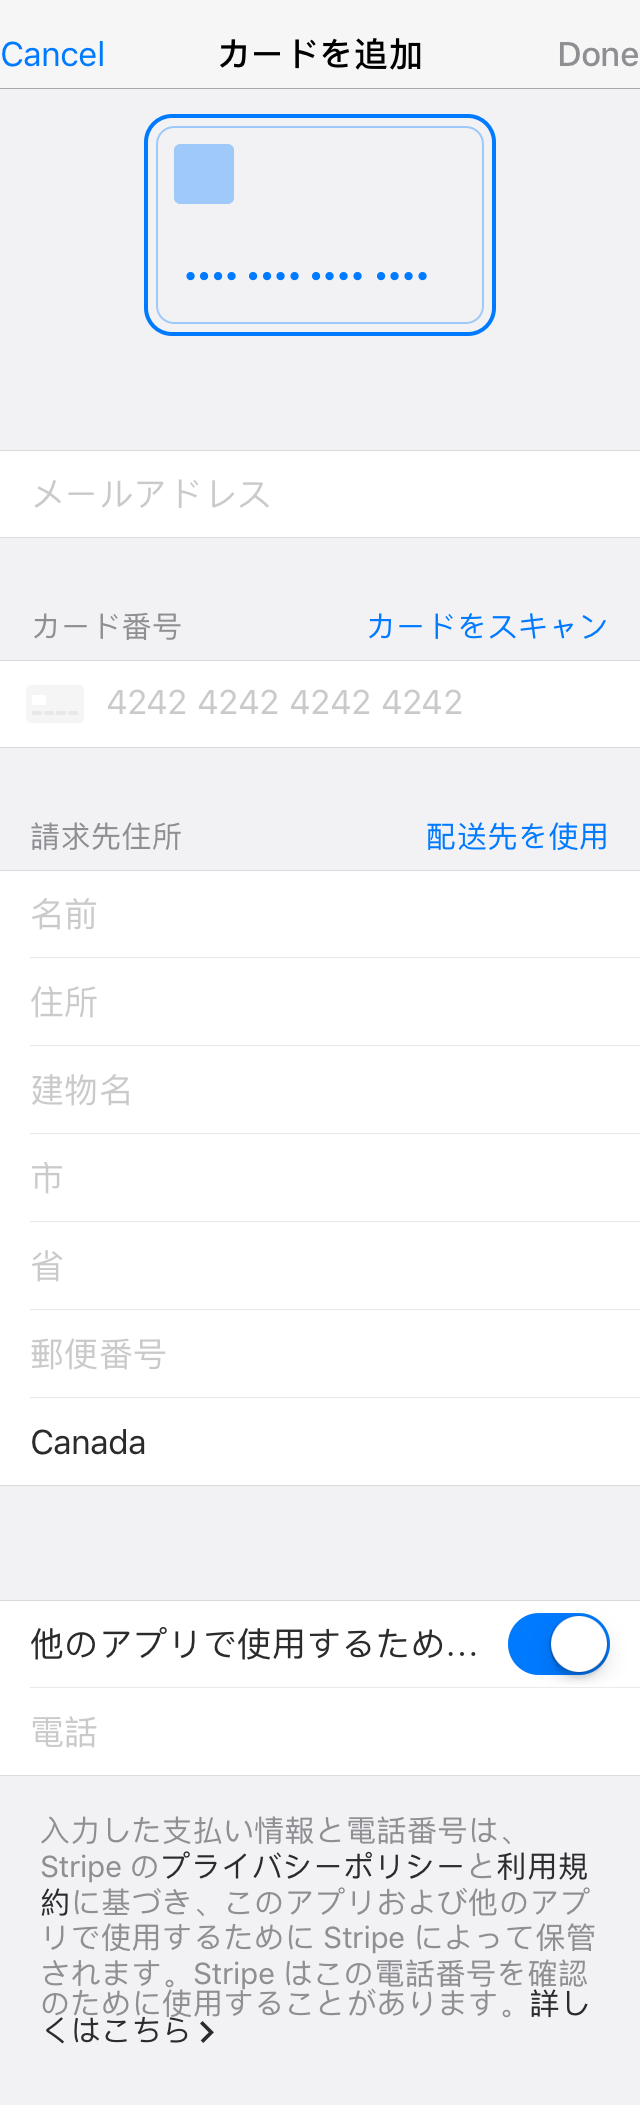 Cancel カードを追加 Done
メールアドレス
カード番号 カードをスキャン
4242 4242 4242 4242
請求先住所 配送先を使用
名前
住所
建物名
市
省
郵便番号
Canada
他のアプリで使用するため...
電話
入力した支払い情報と電話番号は、
Stripe のプライバシーポリシーと利用規
約に基づき、このアプリおよび他のアプ
リで使用するために Stripe によって保管
されます。Stripe はこの電話番号を確認
のために使用することがあります。詳し
くはこちら